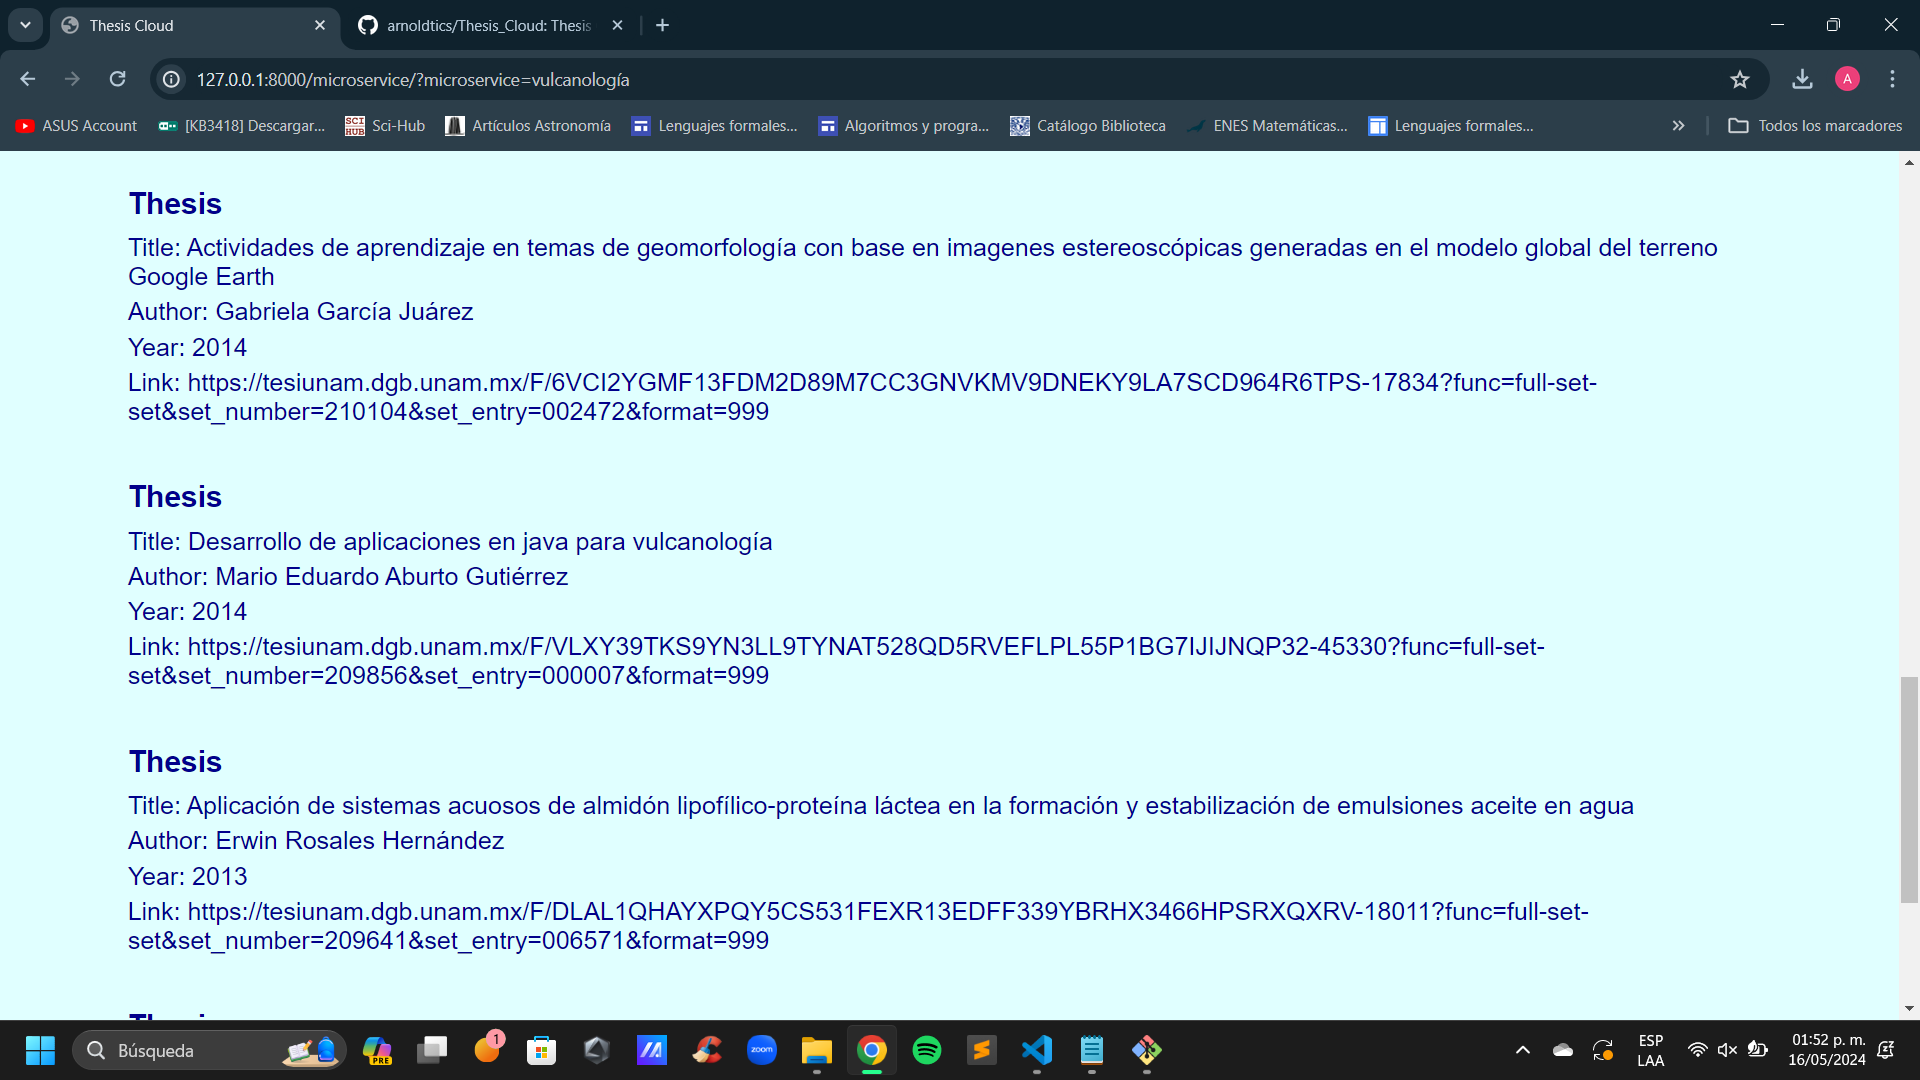 Thesis Cloud
arnoldtics/Thesis_Cloud: Thesis
127.0.0.1:8000/microservice/?microservice=vulcanología
A
ASUS Account
[KB3418] Descargar...
SCI HUB
Sci-Hub
Artículos Astronomía
Lenguajes formales...
Algoritmos y progra...
Catálogo Biblioteca
ENES Matemáticas...
Lenguajes formales...
Todos los marcadores
Thesis
Title: Actividades de aprendizaje en temas de geomorfología con base en imagenes estereoscópicas generadas en el modelo global del terreno
Google Earth
Author: Gabriela García Juárez
Year: 2014
Link: https://tesiunam.dgb.unam.mx/F/6VCI2YGMF13FDM2D89M7CC3GNVKMV9DNEKY9LA7SCD964R6TPS-17834?func=full-set-
set&set_number=210104&set_entry=002472&format=999
Thesis
Title: Desarrollo de aplicaciones en java para vulcanología
Author: Mario Eduardo Aburto Gutiérrez
Year: 2014
Link: https://tesiunam.dgb.unam.mx/F/VLXY39TKS9YN3LL9TYNAT528QD5RVEFLPL55P1BG7IJIJNQP32-45330?func=full-set-
set&set_number=209856&set_entry=000007&format=999
Thesis
Title: Aplicación de sistemas acuosos de almidón lipofílico-proteína láctea en la formación y estabilización de emulsiones aceite en agua
Author: Erwin Rosales Hernández
Year: 2013
Link: https://tesiunam.dgb.unam.mx/F/DLAL1QHAYXPQY5CS531FEXR13EDFF339YBRHX3466HPSRXQXRV-18011?func=full-set-
set&set_number=209641&set_entry=006571&format=999
Búsqueda
PRE
1
zoom
ESP
LAA
01:52 p. m.
16/05/2024